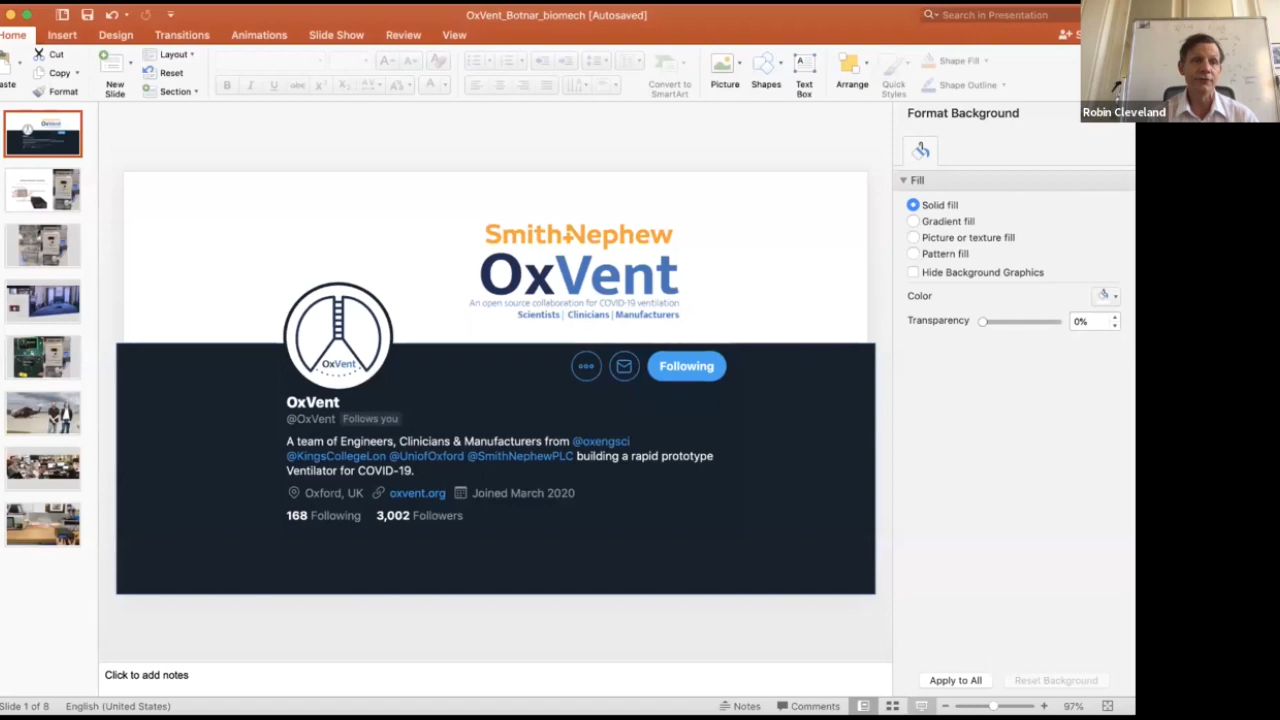 OxVent_Botnar_biomech [Autosaved]
Search in Presentation
Home Insert Design Transitions Animations Slide Show Review View
Cut
Copy
Format
New Slide
Layout
Reset
Section
B I U abc X² X₂
Convert to SmartArt
Picture
Shapes
Text Box
Arrange
Quick Styles
Shape Fill
Shape Outline
Robin Cleveland
Smith+Nephew
OxVent
An open source collaboration for COVID-19 ventilation
Scientists | Clinicians | Manufacturers
OxVent
Following
OxVent
@OxVent Follows you
A team of Engineers, Clinicians & Manufacturers from @oxengsci
@KingsCollegeLon @UniofOxford @SmithNephewPLC building a rapid prototype
Ventilator for COVID-19.
Oxford, UK oxvent.org Joined March 2020
168 Following 3,002 Followers
Format Background
Fill
Solid fill
Gradient fill
Picture or texture fill
Pattern fill
Hide Background Graphics
Color
Transparency 0%
Apply to All Reset Background
Click to add notes
Slide 1 of 8 English (United States) Notes Comments 97%